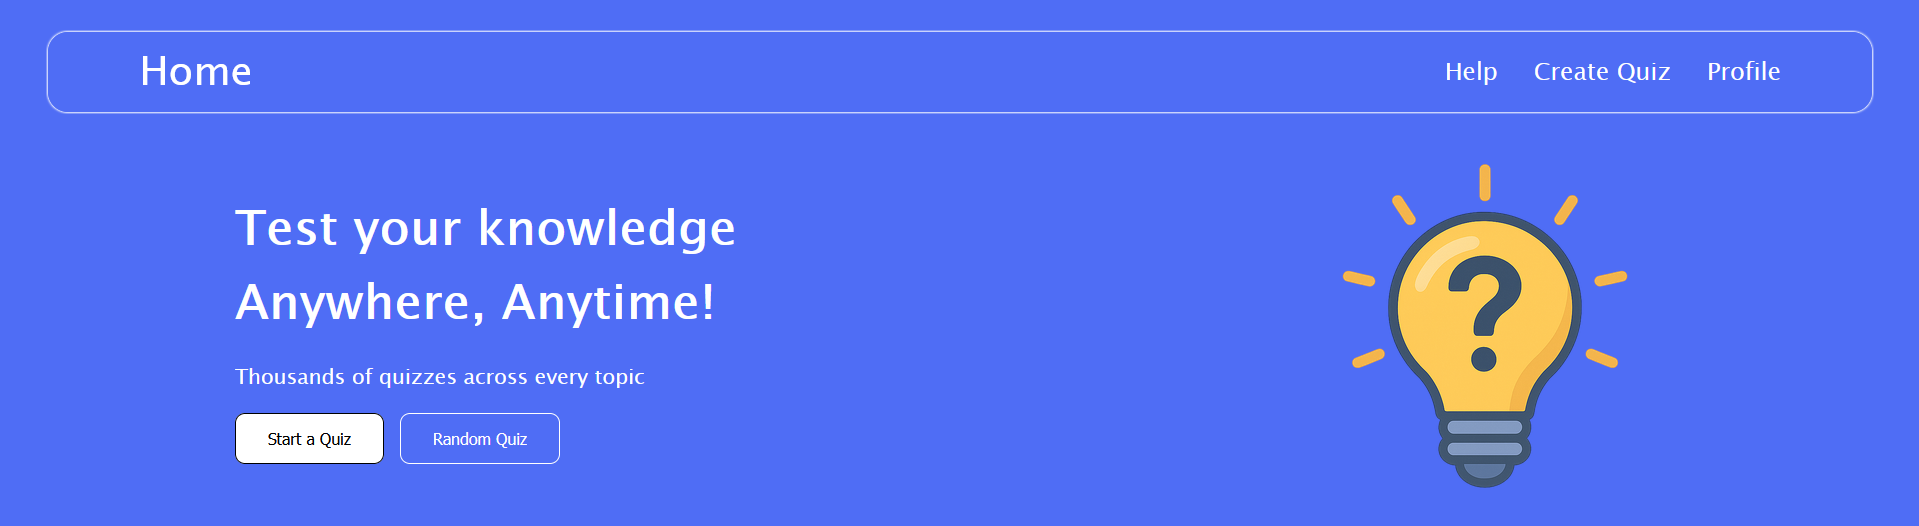 Home
Help
Create Quiz
Profile
Test your knowledge
Anywhere, Anytime!
Thousands of quizzes across every topic
Start a Quiz
Random Quiz
?